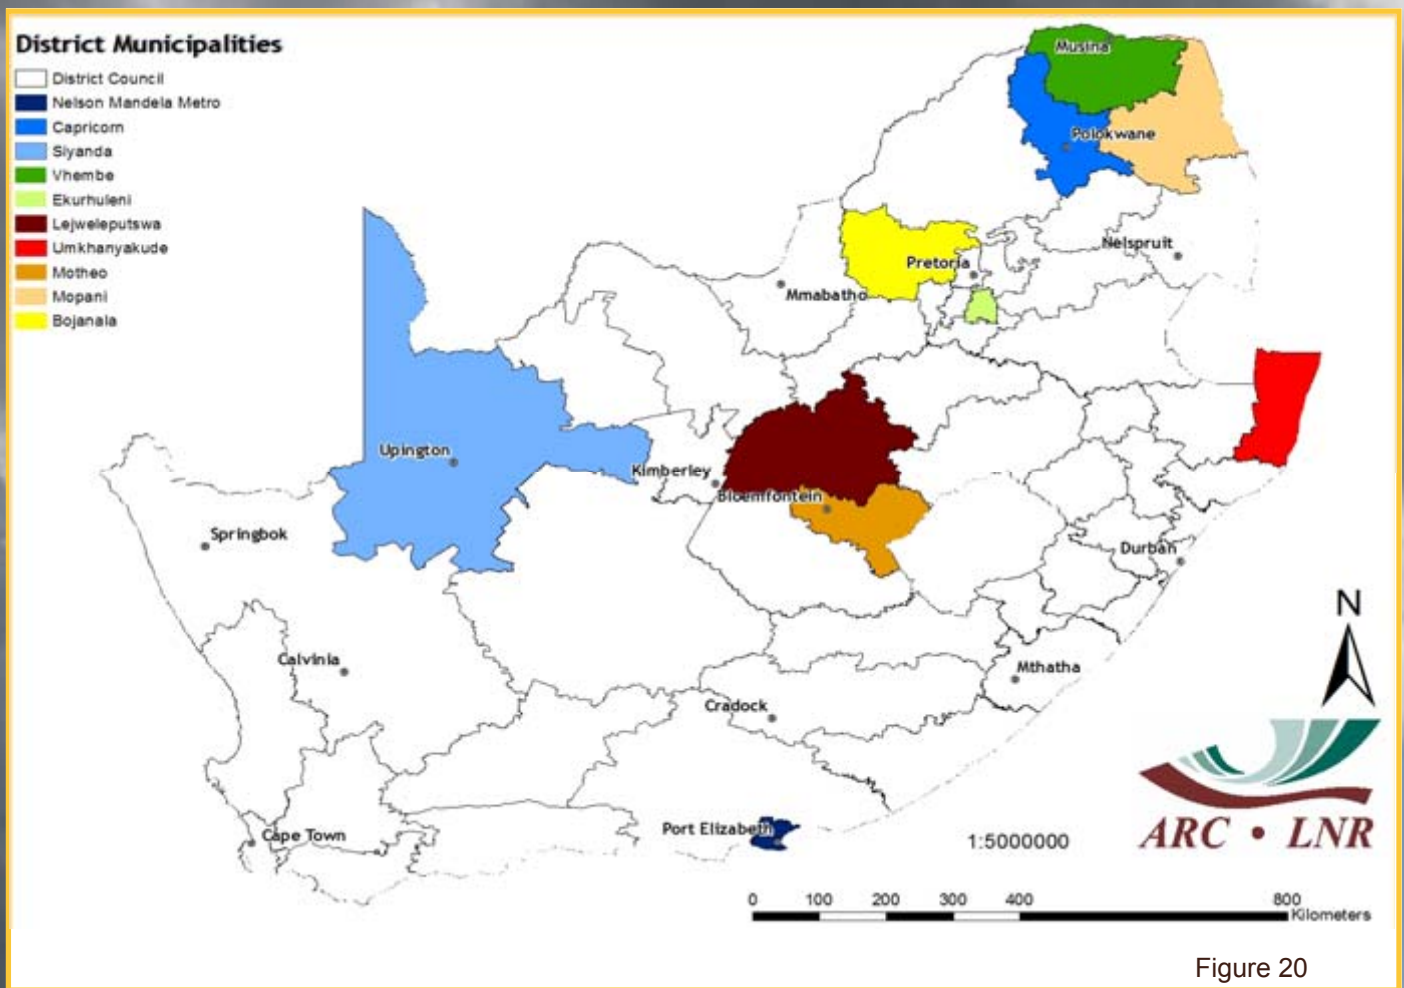 District Municipalities
District Council
Nelson Mandela Metro
Capricorn
Siyanda
Vhembe
Ekurhuleni
Lejweleputswa
Umkhanyakude
Motheo
Mopani
Bojanala
Musina
Polokwane
Nelspruit
Pretoria
Mmabatho
Upington
Kimberley
Bloemfontein
Springbok
Durban
Calvinia
Mthatha
Cradock
Port Elizabeth
Cape Town
N
ARC • LNR
1:5000000
0 100 200 300 400 800
Kilometers
Figure 20